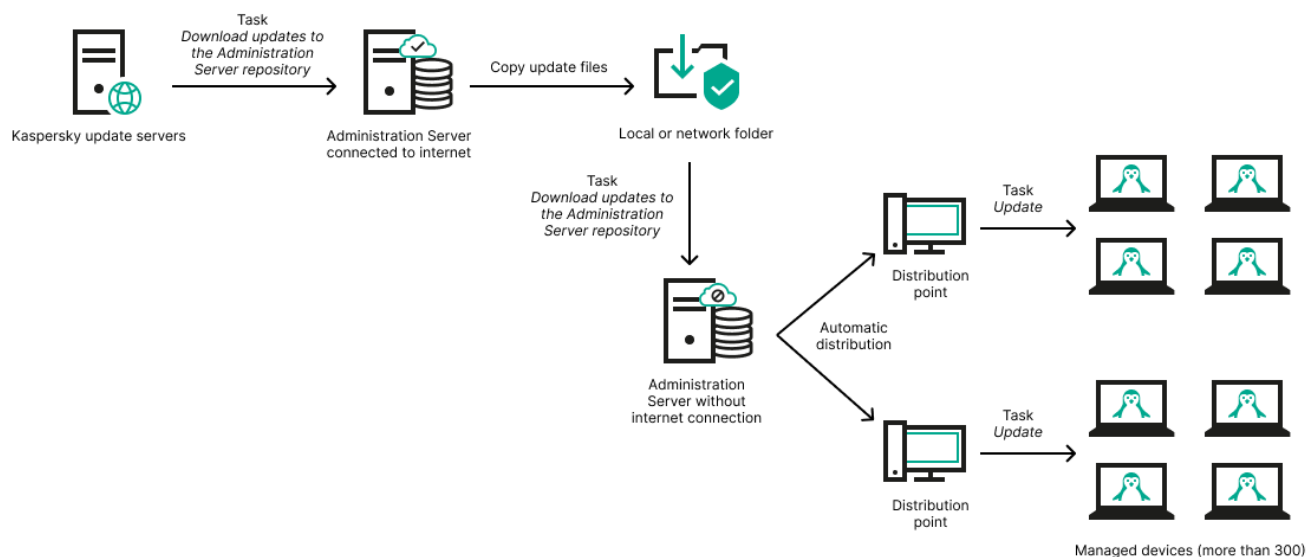 Task
Download updates to
the Administration
Server repository
Kaspersky update servers
Administration Server
connected to internet
Copy update files
Local or network folder
Task
Download updates to
the Administration
Server repository
Administration
Server without
internet connection
Automatic
distribution
Distribution
point
Task
Update
Distribution
point
Task
Update
Managed devices (more than 300)